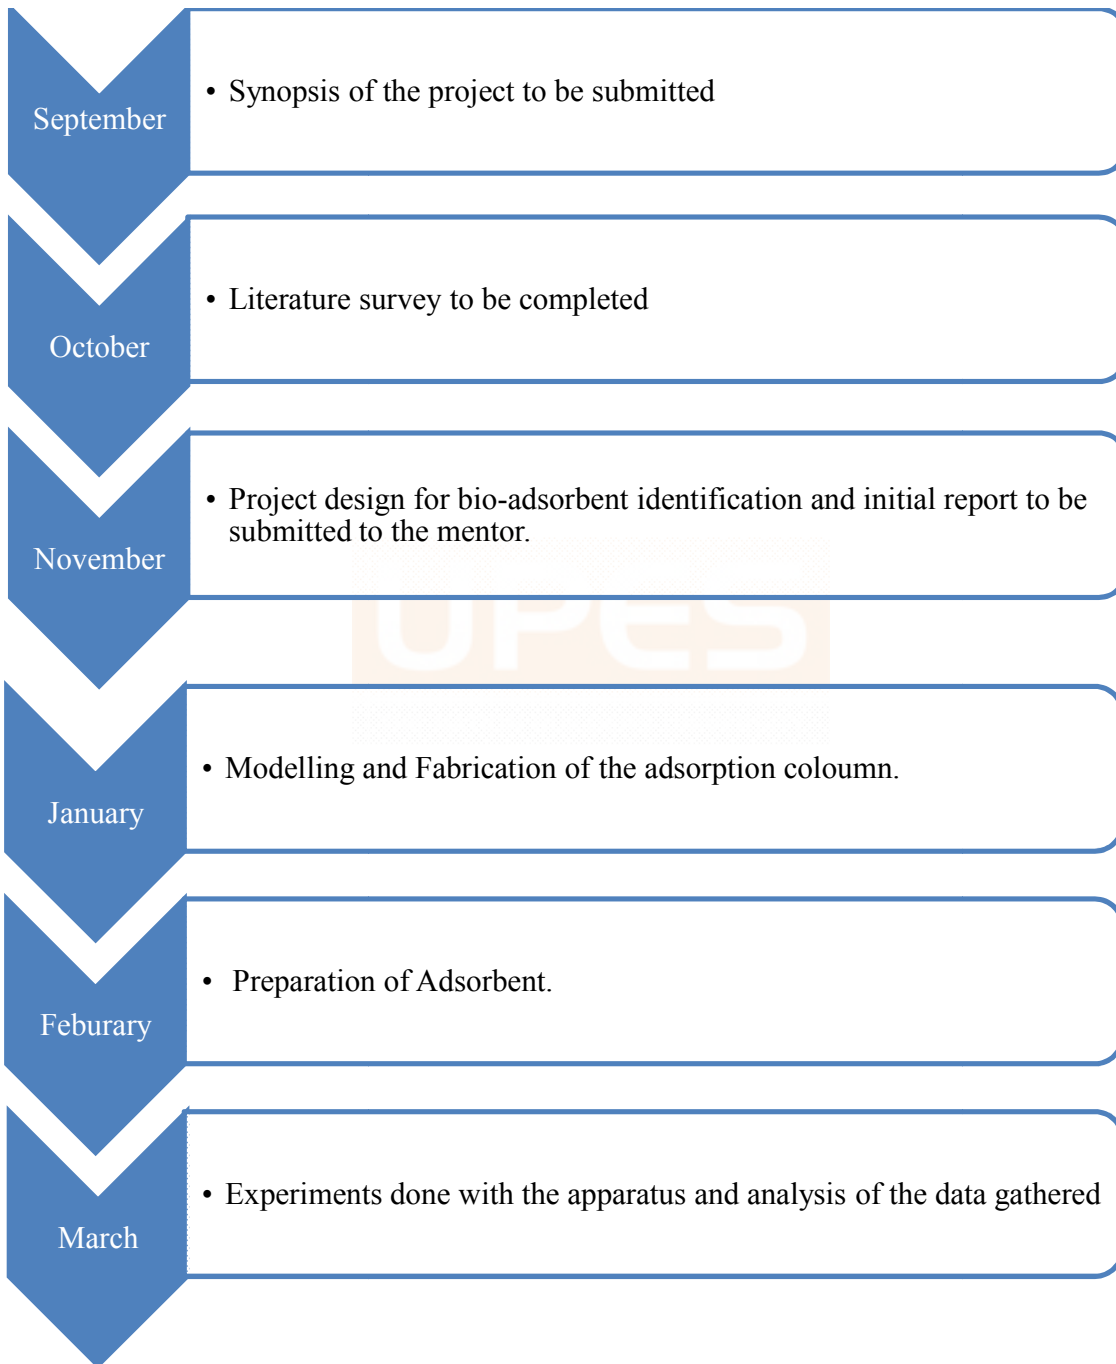 September
• Synopsis of the project to be submitted
October
• Literature survey to be completed
November
• Project design for bio-adsorbent identification and initial report to be
submitted to the mentor.
UPES
January
• Modelling and Fabrication of the adsorption coloumn.
Feburary
• Preparation of Adsorbent.
March
• Experiments done with the apparatus and analysis of the data gathered